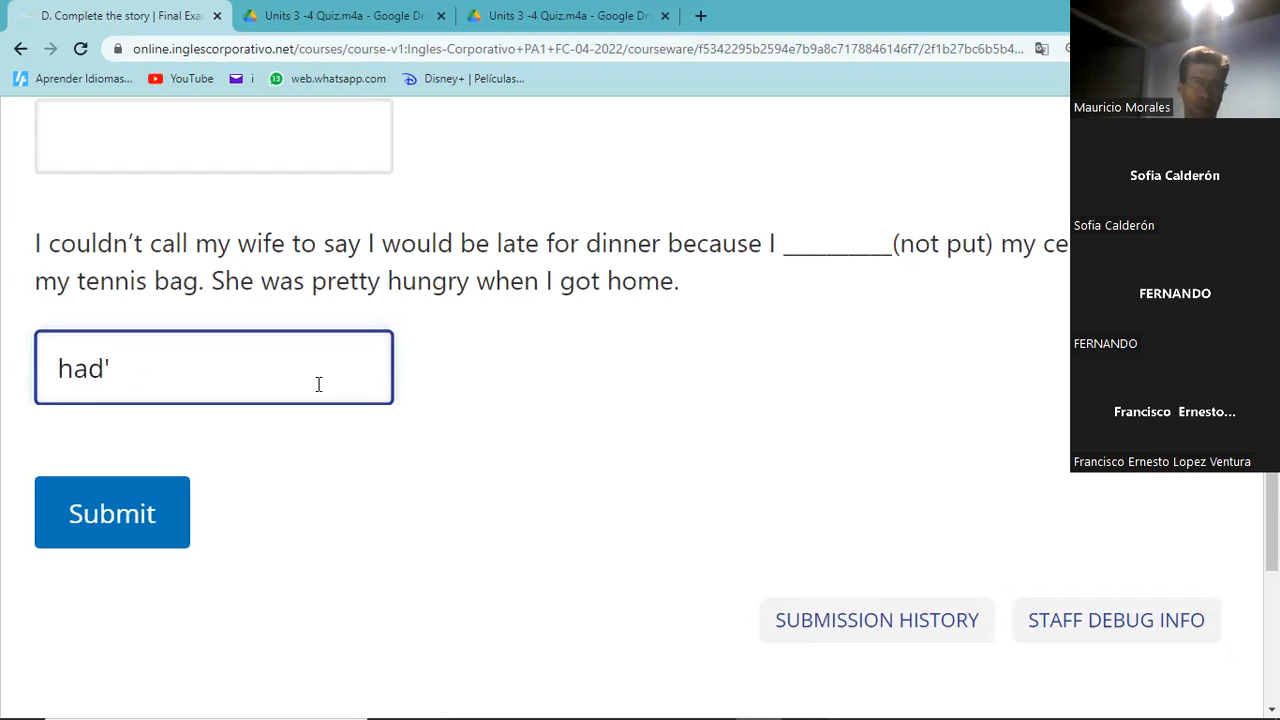 D. Complete the story | Final Exa
Units 3 -4 Quiz.m4a - Google Dr
Units 3 -4 Quiz.m4a - Google Dr
online.inglescorporativo.net/courses/course-v1:Ingles-Corporativo+PA1+FC-04-2022/courseware/f5342295b2594e7b9a8c7178846146f7/2f1b27bc6b5b4...
Aprender Idiomas...
YouTube
i
web.whatsapp.com
Disney+ | Películas...
Mauricio Morales
Sofia Calderón
Sofía Calderón
FERNANDO
FERNANDO
Francisco Ernesto...
Francisco Ernesto Lopez Ventura
I couldn’t call my wife to say I would be late for dinner because I __________(not put) my ce
my tennis bag. She was pretty hungry when I got home.
had'
Submit
SUBMISSION HISTORY
STAFF DEBUG INFO